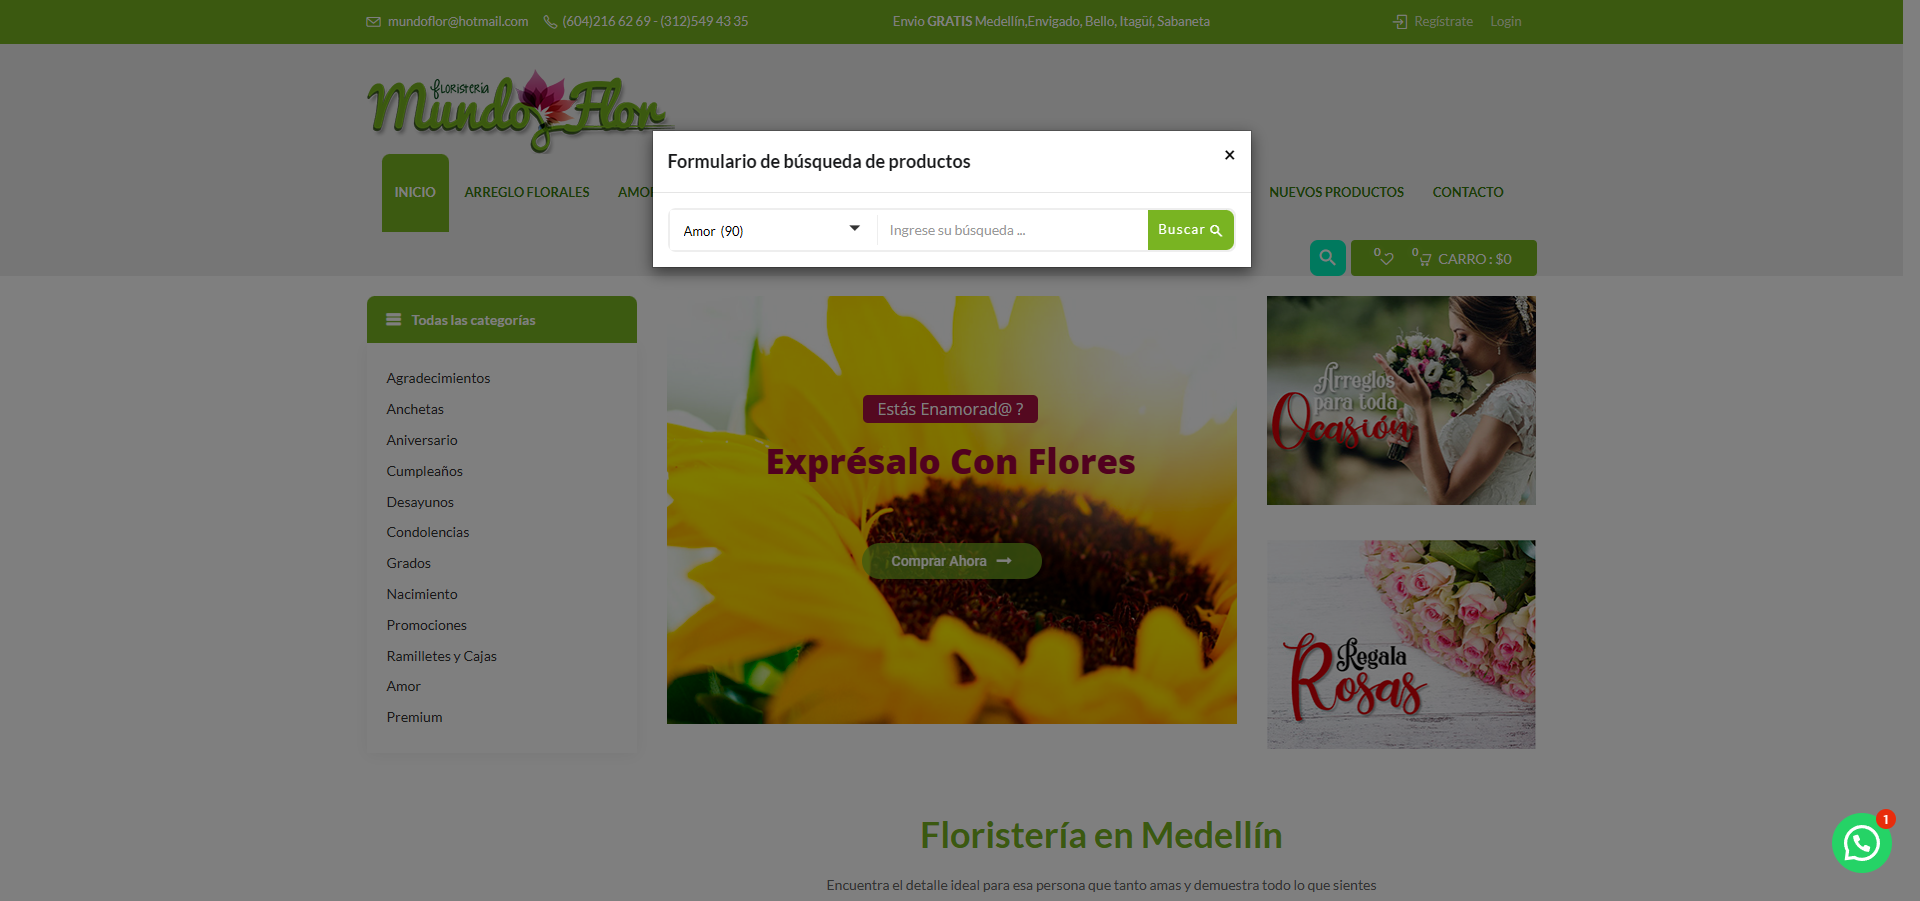 mundoflor@hotmail.com (604)216 62 69 - (312)549 43 35 Envio GRATIS Medellín,Envigado, Bello, Itagüí, Sabaneta Regístrate Login
floristería
Mundo Flor
Formulario de búsqueda de productos ×
INICIO ARREGLO FLORALES NUEVOS PRODUCTOS CONTACTO
Amor (90) Ingrese su búsqueda ... Buscar
0 0 CARRO : $0
Todas las categorías
Agradecimientos
Anchetas
Aniversario
Cumpleaños
Desayunos
Condolencias
Grados
Nacimiento
Promociones
Ramilletes y Cajas
Amor
Premium
Estás Enamorad@ ?
Exprésalo Con Flores
Comprar Ahora
Arreglos
para toda
Ocasión
Regala
Rosas
Floristería en Medellín
Encuentra el detalle ideal para esa persona que tanto amas y demuestra todo lo que sientes
1